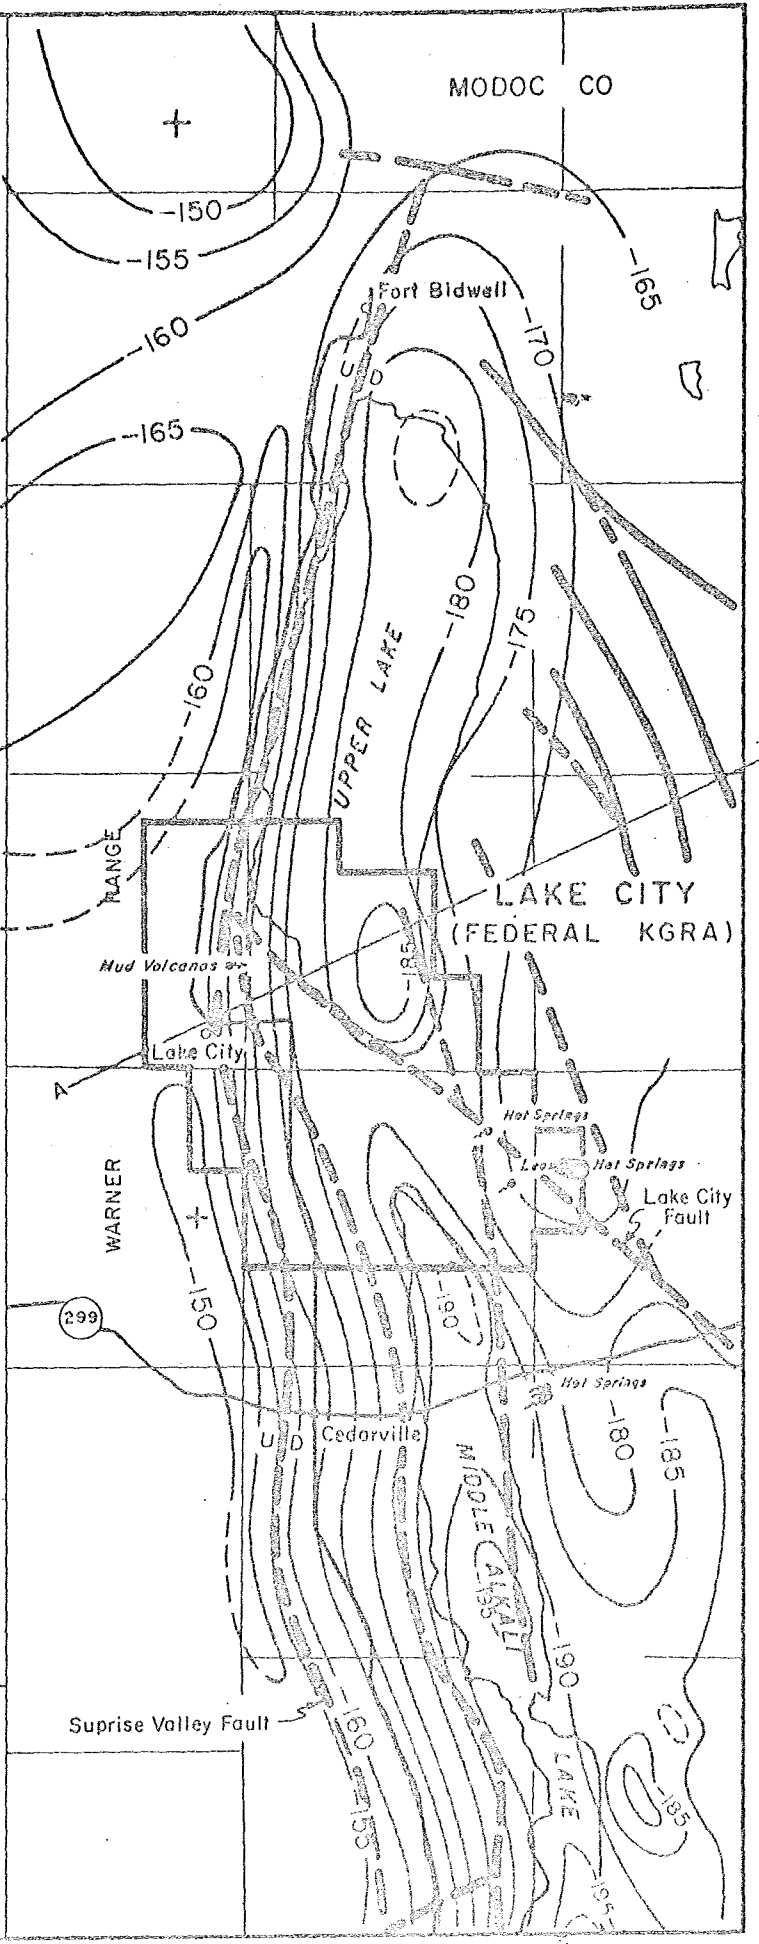 MODOC CO
-150
-155
-165
Fort Bidwell
-160
-170
U D
-165
-180
-175
UPPER LAKE
-160
RANGE
LAKE CITY
(FEDERAL KGRA)
-185
Mud Volcanos
Lake City
A
Hot Springs
Hot Springs
WARNER
Lake City
Fault
-150
-190
299
Hot Springs
-180
-185
U D
Cedarville
MIDDLE ALKALI
-195
-190
Suprise Valley Fault
-180
LAKE
-185
-195